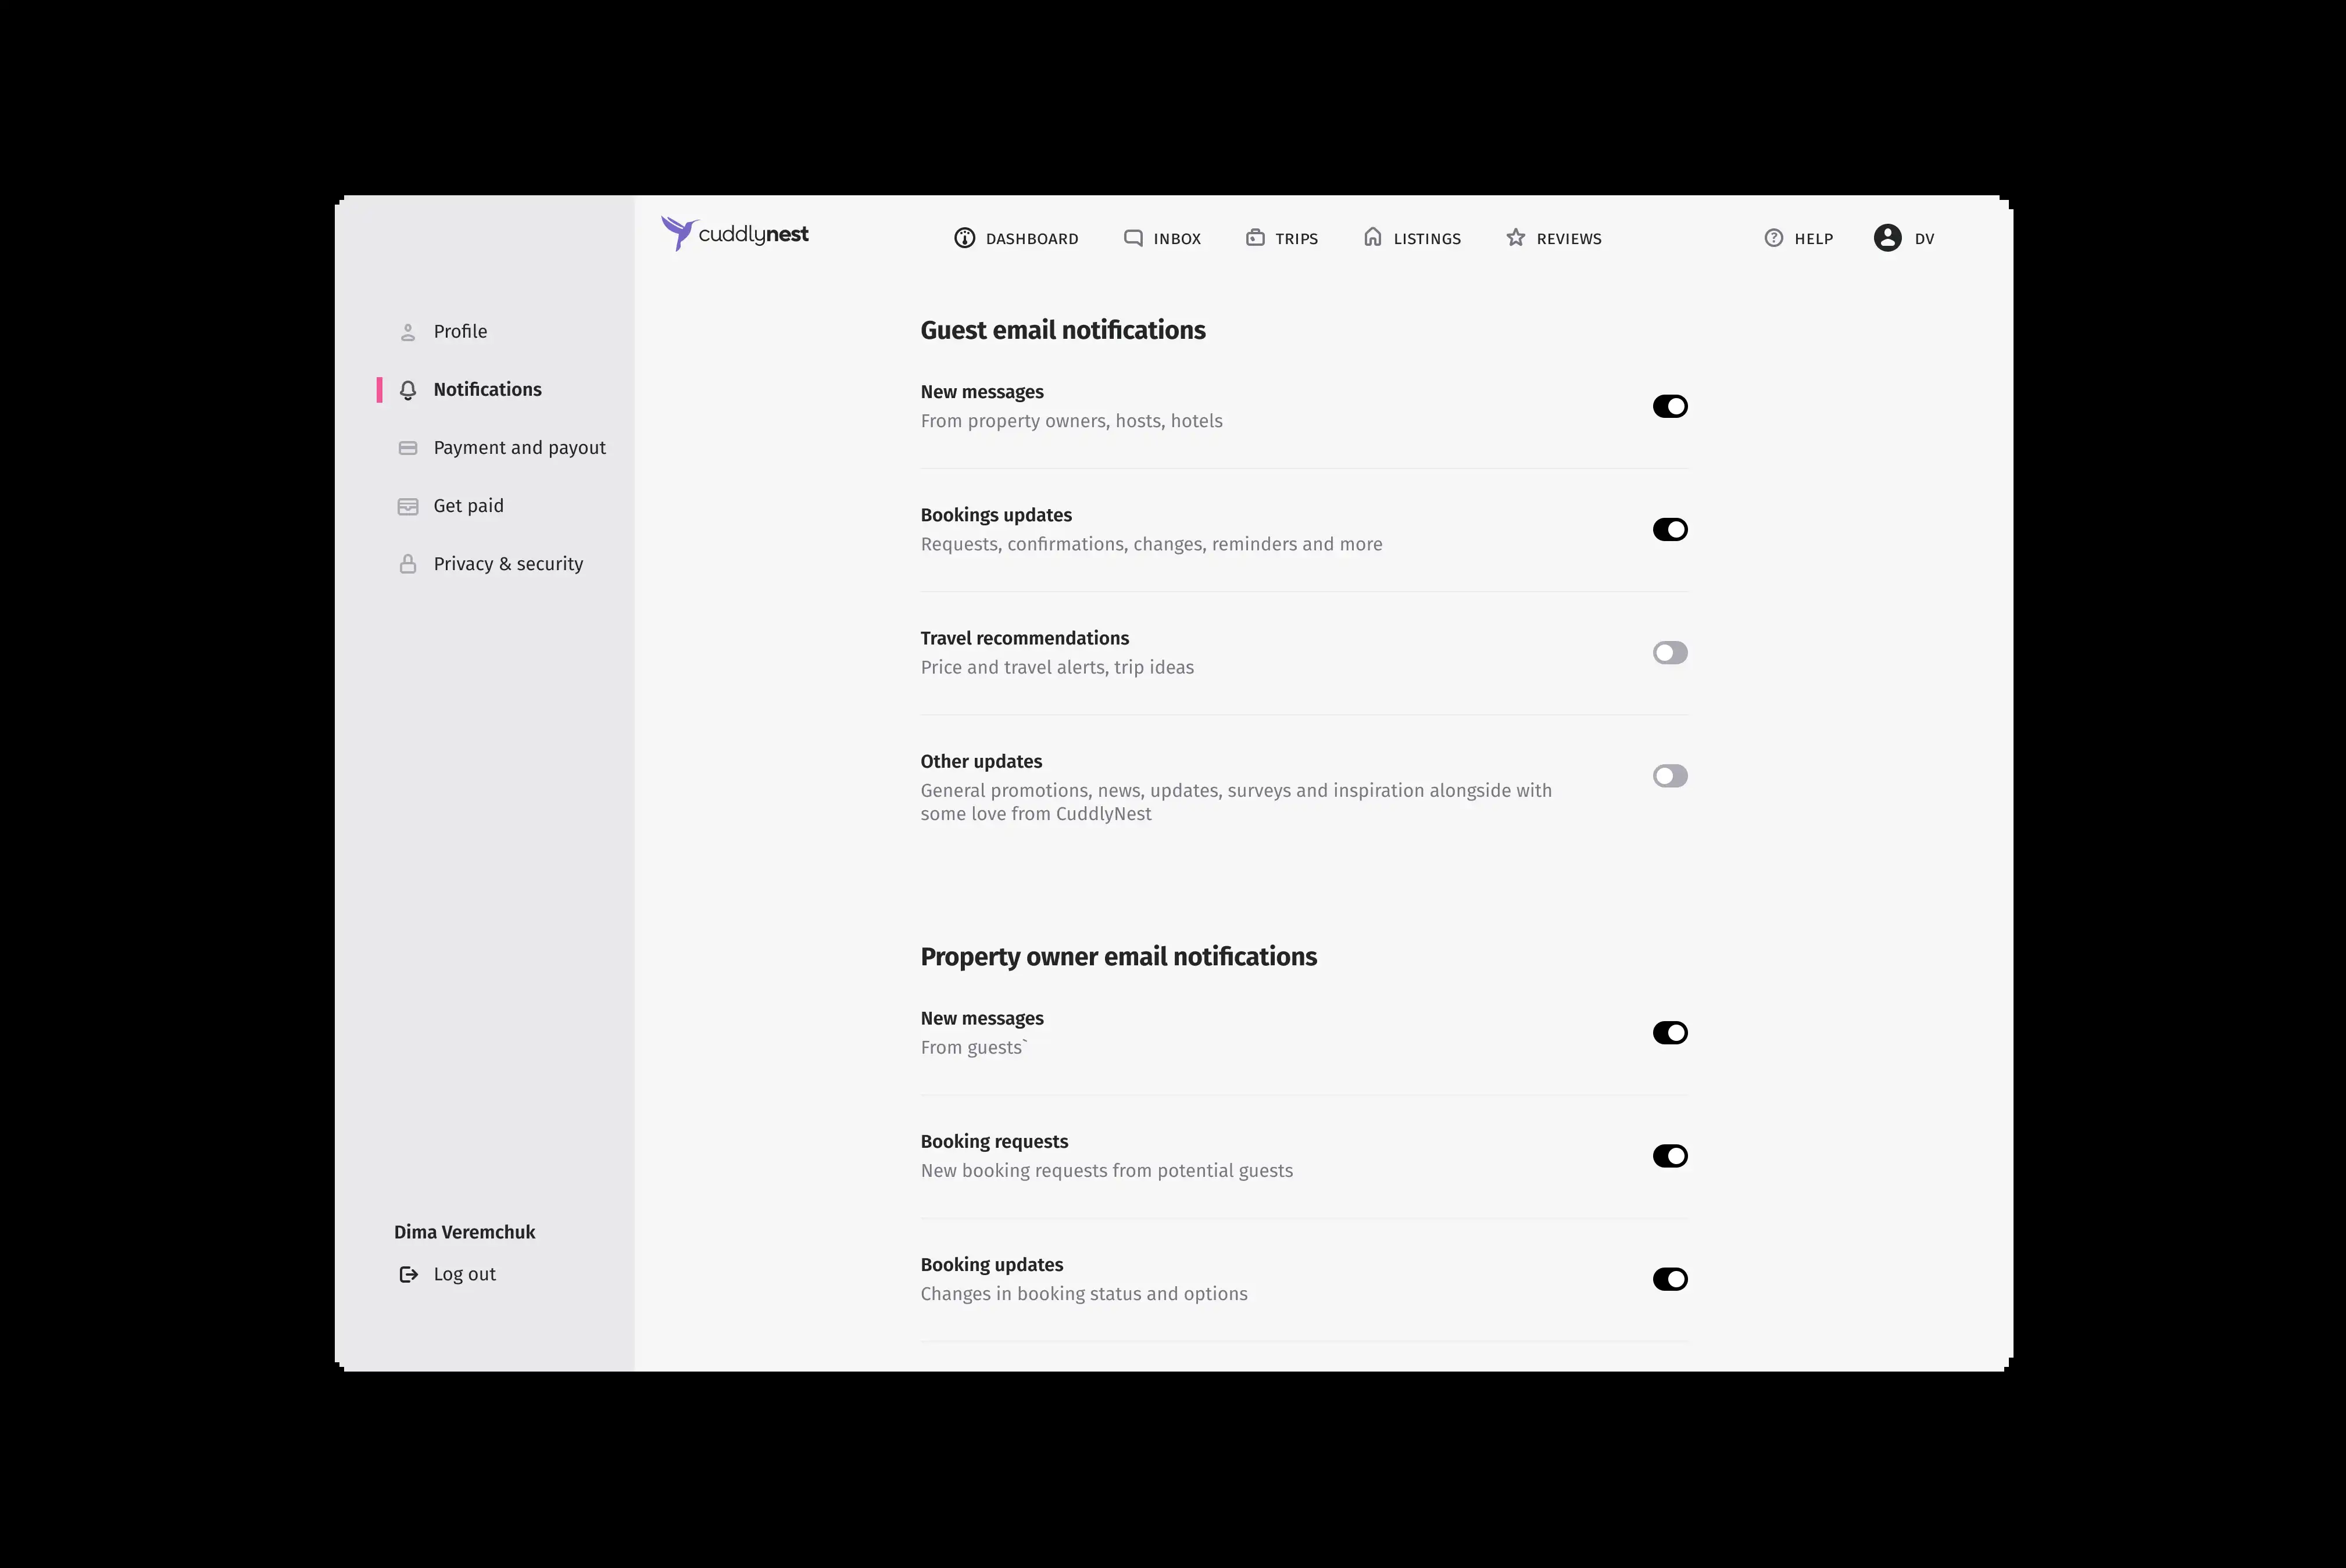 cuddlynest
DASHBOARD
INBOX
TRIPS
LISTINGS
REVIEWS
HELP
DV
Profile
Notifications
Payment and payout
Get paid
Privacy & security
Dima Veremchuk
Log out
Guest email notifications
New messages
From property owners, hosts, hotels
Bookings updates
Requests, confirmations, changes, reminders and more
Travel recommendations
Price and travel alerts, trip ideas
Other updates
General promotions, news, updates, surveys and inspiration alongside with
some love from CuddlyNest
Property owner email notifications
New messages
From guests`
Booking requests
New booking requests from potential guests
Booking updates
Changes in booking status and options